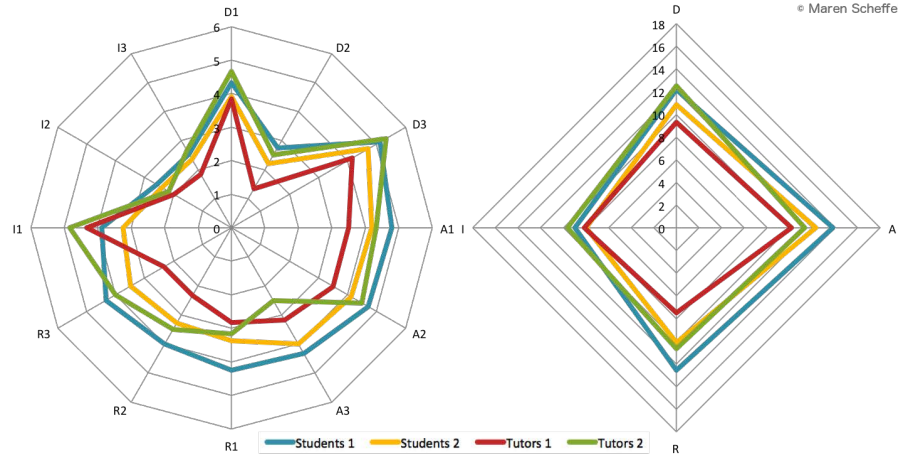 © Maren Scheffe
D1
D2
D3
A1
A2
A3
R1
R2
R3
I1
I2
I3
6
5
4
3
2
1
0
D
A
R
I
18
16
14
12
10
8
6
4
2
0
Students 1
Students 2
Tutors 1
Tutors 2